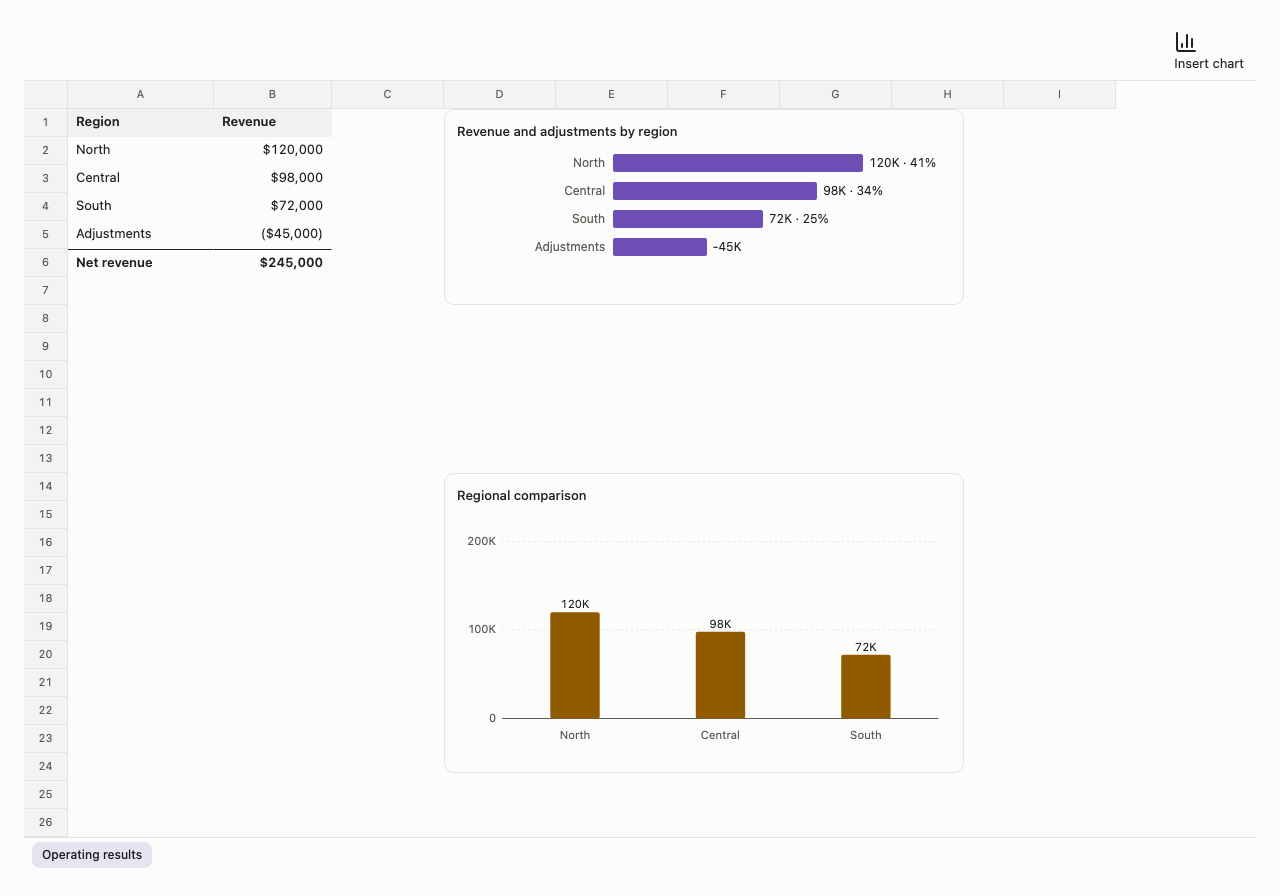 Insert chart
A B C D E F G H I
1 Region Revenue
2 North $120,000
3 Central $98,000
4 South $72,000
5 Adjustments ($45,000)
6 Net revenue $245,000
7
8
9
10
11
12
13
14
15
16
17
18
19
20
21
22
23
24
25
26
Revenue and adjustments by region
North 120K · 41%
Central 98K · 34%
South 72K · 25%
Adjustments -45K
Regional comparison
200K
120K
100K
98K
72K
0
North Central South
Operating results